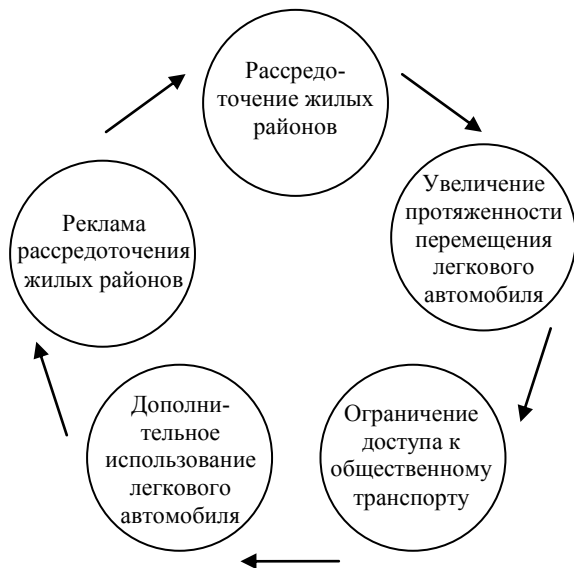 Рассредо-
точение жилых
районов
Увеличение
протяженности
перемещения
легкового
автомобиля
Ограничение
доступа к
общественному
транспорту
Дополни-
тельное
использование
легкового
автомобиля
Реклама
рассредоточения
жилых районов